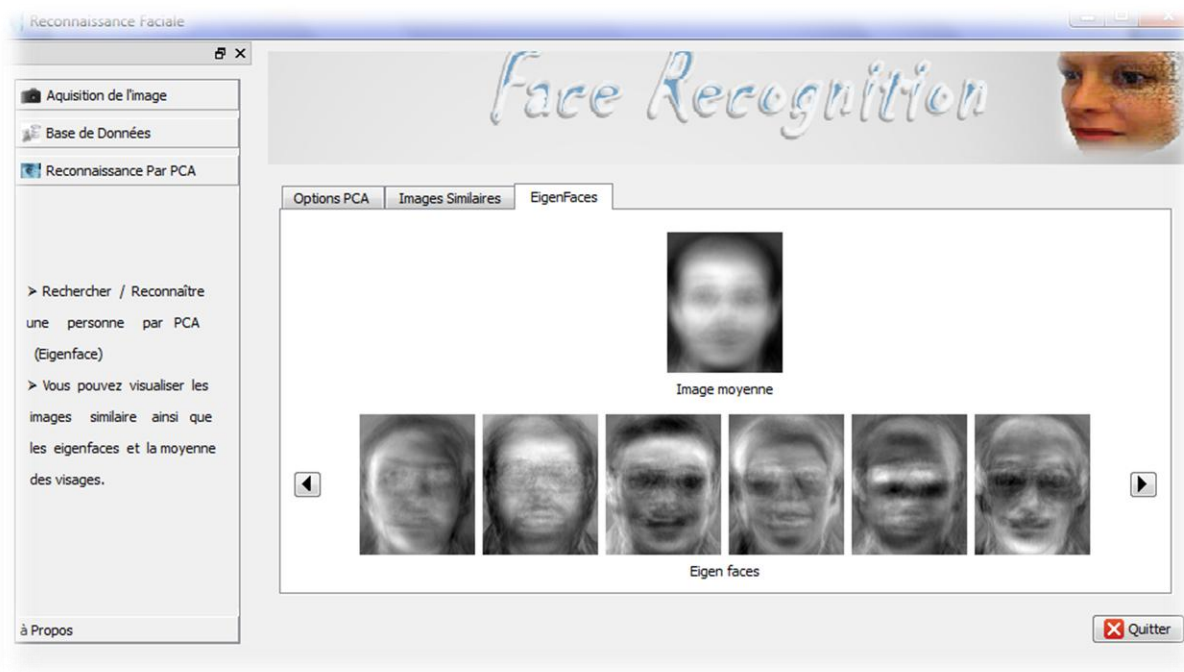 Reconnaissance Faciale
Face Recognition
Aquisition de l'image
Base de Données
Reconnaissance Par PCA
➢ Rechercher / Reconnaître
une personne par PCA
(Eigenface)
➢ Vous pouvez visualiser les
images similaire ainsi que
les eigenfaces et la moyenne
des visages.
à Propos
Options PCA
Images Similaires
EigenFaces
Image moyenne
Eigen faces
Quitter